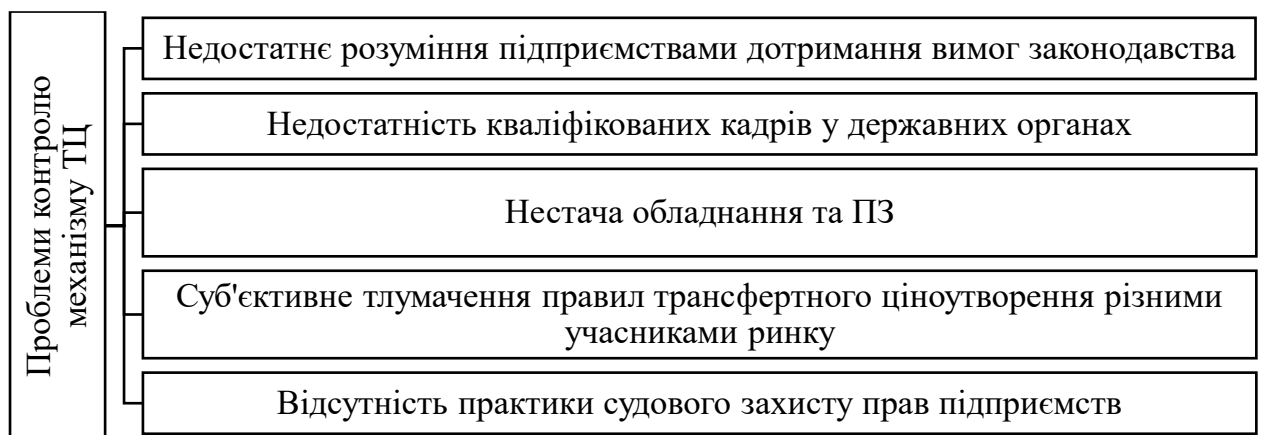 Проблеми контролю
механізму ТЦ
Недостатнє розуміння підприємствами дотримання вимог законодавства
Недостатність кваліфікованих кадрів у державних органах
Нестача обладнання та ПЗ
Суб'єктивне тлумачення правил трансфертного ціноутворення різними
учасниками ринку
Відсутність практики судового захисту прав підприємств